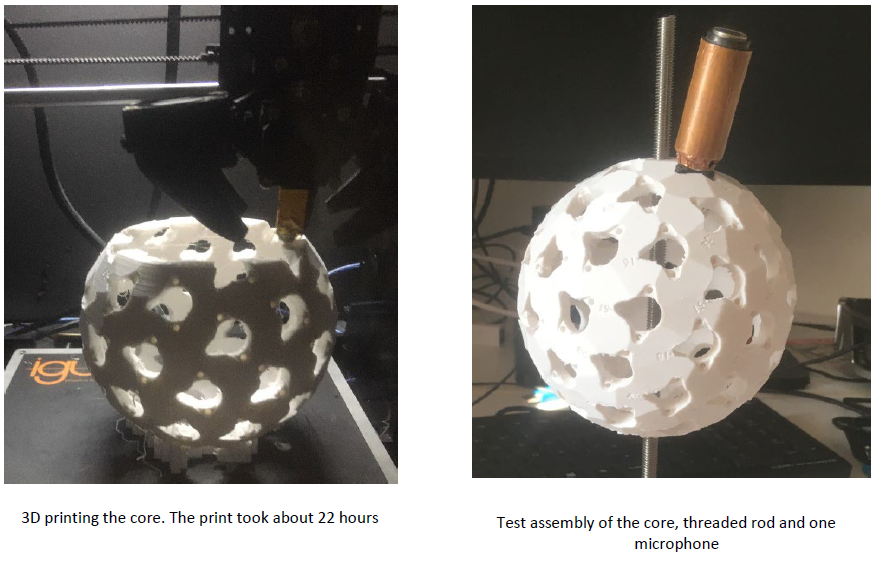 igu
3D printing the core. The print took about 22 hours
Test assembly of the core, threaded rod and one
microphone